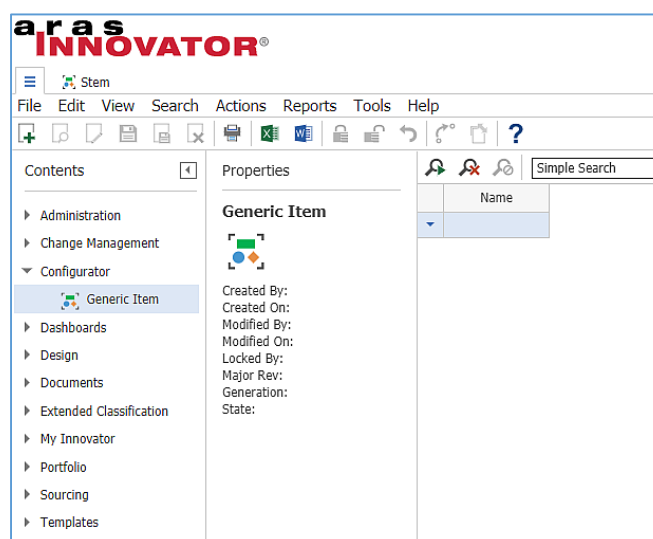 aras
INNOVATOR®
Stem
File Edit View Search Actions Reports Tools Help
?
Contents
Administration
Change Management
Configurator
Generic Item
Dashboards
Design
Documents
Extended Classification
My Innovator
Portfolio
Sourcing
Templates
Properties
Generic Item
Created By:
Created On:
Modified By:
Modified On:
Locked By:
Major Rev:
Generation:
State:
Simple Search
Name